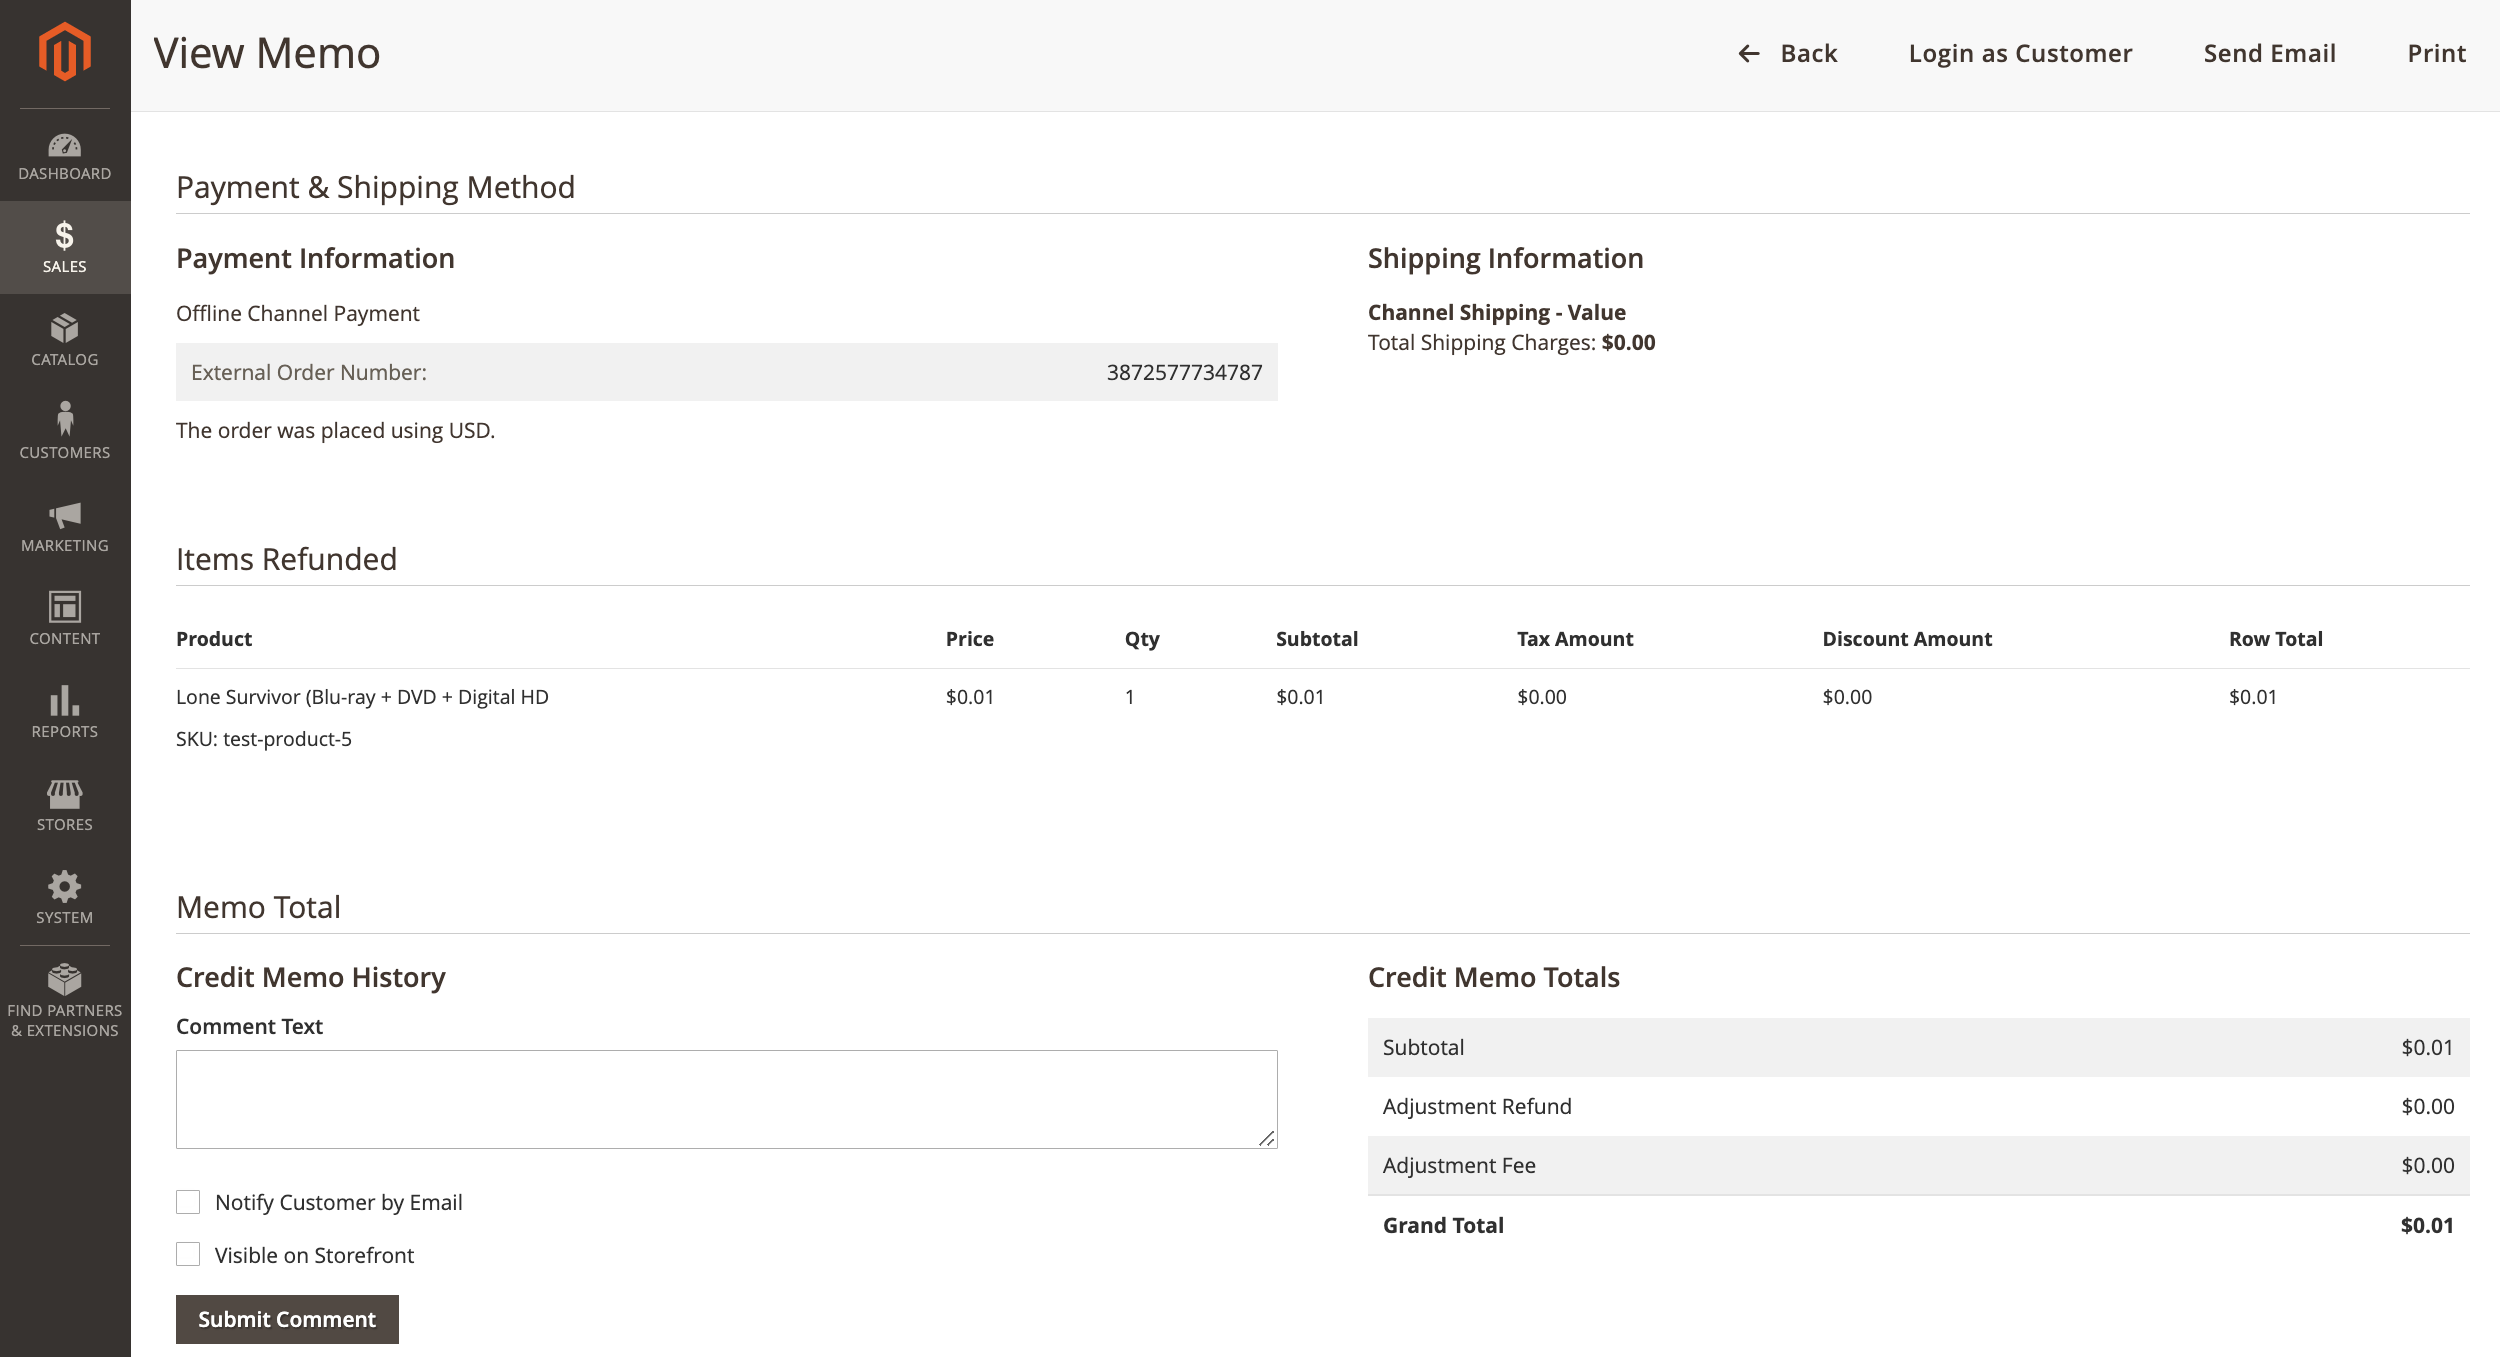 View Memo
Back
Login as Customer
Send Email
Print
DASHBOARD
SALES
CATALOG
CUSTOMERS
MARKETING
CONTENT
REPORTS
STORES
SYSTEM
FIND PARTNERS
& EXTENSIONS
Payment & Shipping Method
Payment Information
Offline Channel Payment
External Order Number: 3872577734787
The order was placed using USD.
Shipping Information
Channel Shipping - Value
Total Shipping Charges: $0.00
Items Refunded
Product Price Qty Subtotal Tax Amount Discount Amount Row Total
Lone Survivor (Blu-ray + DVD + Digital HD $0.01 1 $0.01 $0.00 $0.00 $0.01
SKU: test-product-5
Memo Total
Credit Memo History
Comment Text
Notify Customer by Email
Visible on Storefront
Submit Comment
Credit Memo Totals
Subtotal $0.01
Adjustment Refund $0.00
Adjustment Fee $0.00
Grand Total $0.01